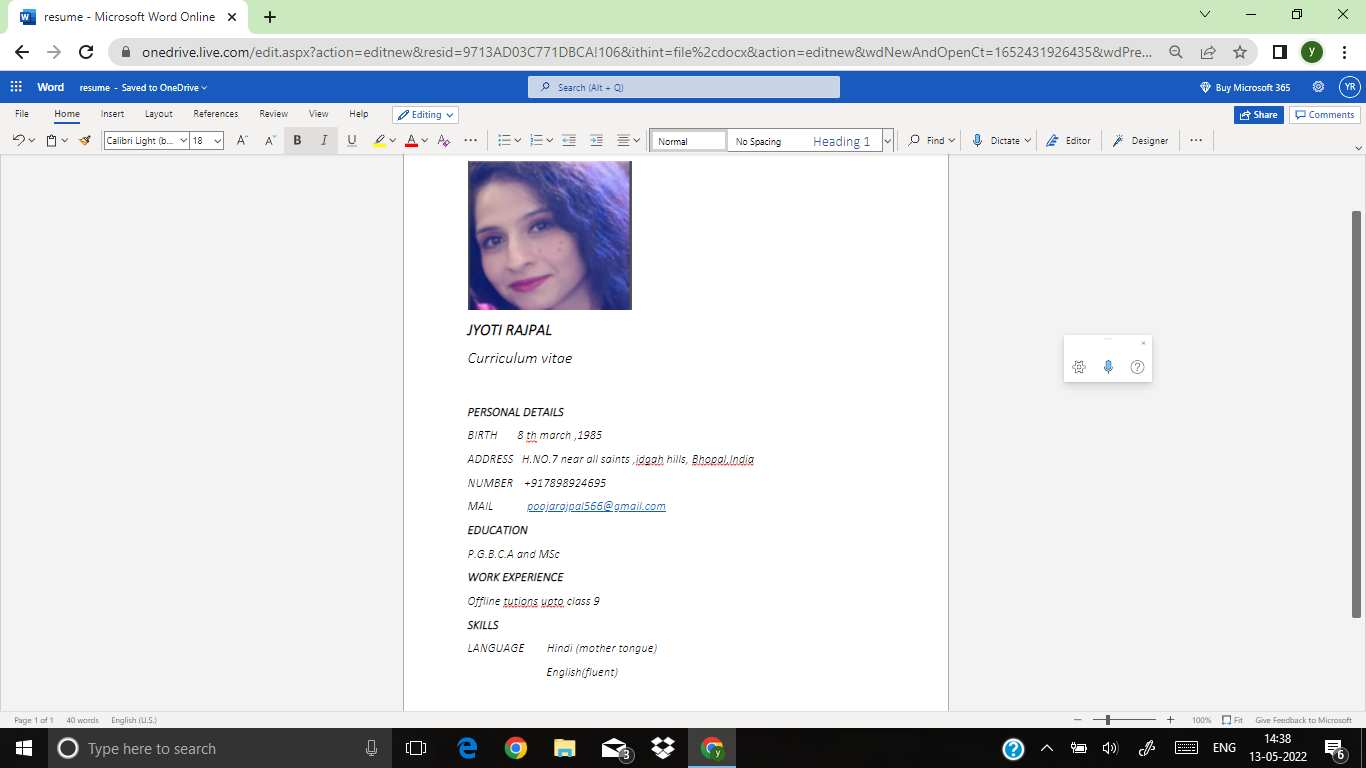 resume - Microsoft Word Online
onedrive.live.com/edit.aspx?action=editnew&resid=9713AD03C771DBCA!106&ithint=file%2cdocx&action=editnew&wdNewAndOpenCt=1652431926435&wdPre...
y
Word resume - Saved to OneDrive
Search (Alt + Q)
Buy Microsoft 365
YR
File Home Insert Layout References Review View Help Editing Share Comments
Calibri Light (b... 18 A A B I U A A Normal No Spacing Heading 1 Find Dictate Editor Designer
JYOTI RAJPAL
Curriculum vitae
PERSONAL DETAILS
BIRTH 8 th march ,1985
ADDRESS H.NO.7 near all saints ,idgah hills, Bhopal,India
NUMBER +917898924695
MAIL poojarajpal566@gmail.com
EDUCATION
P.G.B.C.A and MSc
WORK EXPERIENCE
Offline tutions upto class 9
SKILLS
LANGUAGE Hindi (mother tongue)
English(fluent)
Page 1 of 1 40 words English (U.S.) 100% Fit Give Feedback to Microsoft
Type here to search
3
y
ENG
14:38
13-05-2022
6